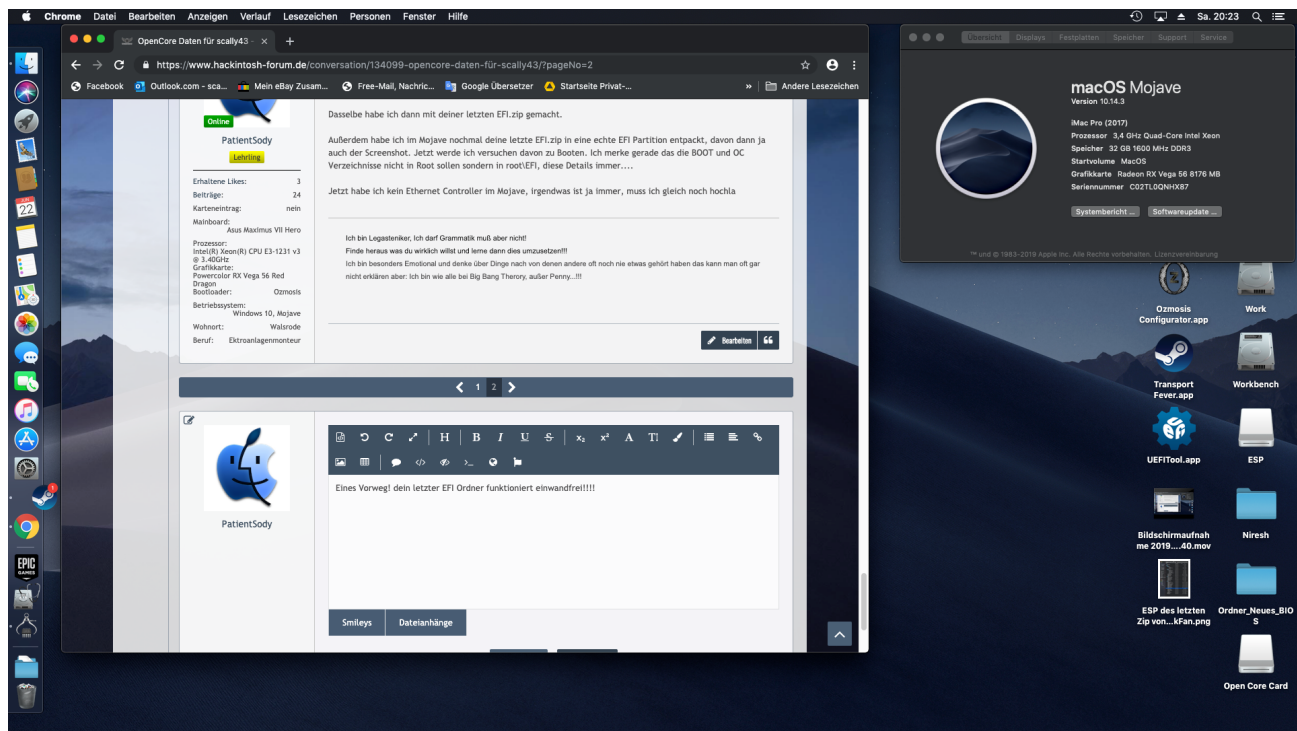 Chrome Datei Bearbeiten Anzeigen Verlauf Lesezeichen Personen Fenster Hilfe
Sa. 20:23
OpenCore Daten für scally43 -
https://www.hackintosh-forum.de/conversation/134099-opencore-daten-für-scally43/?pageNo=2
Facebook Outlook.com - sca... Mein eBay Zusam... Free-Mail, Nachric... Google Übersetzer Startseite Privat-... » Andere Lesezeichen
Online
PatientSody
Lehrling
Erhaltene Likes: 3
Beiträge: 24
Karteneintrag: nein
Mainboard:
Asus Maximus VII Hero
Prozessor:
Intel(R) Xeon(R) CPU E3-1231 v3
@ 3.40GHz
Grafikkarte:
Powercolor RX Vega 56 Red
Dragon
Bootloader: Ozmosis
Betriebssystem:
Windows 10, Mojave
Wohnort: Walsrode
Beruf: Ektroanlagenmonteur
Dasselbe habe ich dann mit deiner letzten EFI.zip gemacht.
Außerdem habe ich im Mojave nochmal deine letzte EFI.zip in eine echte EFI Partition entpackt, davon dann ja
auch der Screenshot. Jetzt werde ich versuchen davon zu Booten. Ich merke gerade das die BOOT und OC
Verzeichnisse nicht in Root sollen sondern in root\EFI, diese Details immer....
Jetzt habe ich kein Ethernet Controller im Mojave, irgendwas ist ja immer, muss ich gleich noch hochla
Ich bin Legasteniker, Ich darf Grammatik muß aber nicht!
Finde heraus was du wirklich willst und lerne dann dies umzusetzen!!!
Ich bin besonders Emotional und denke über Dinge nach von denen andere oft noch nie etwas gehört haben das kann man oft gar
nicht erklären aber: Ich bin wie alle bei Big Bang Therory, außer Penny...!!!
Bearbeiten
1 2
H B I U S x₂ x² A TI
Eines Vorweg! dein letzter EFI Ordner funktioniert einwandfrei!!!!
PatientSody
Smileys Dateianhänge
Übersicht Displays Festplatten Speicher Support Service
macOS Mojave
Version 10.14.3
iMac Pro (2017)
Prozessor 3,4 GHz Quad-Core Intel Xeon
Speicher 32 GB 1600 MHz DDR3
Startvolume MacOS
Grafikkarte Radeon RX Vega 56 8176 MB
Seriennummer C02TL0QNHX87
Systembericht ... Softwareupdate ...
™ und © 1983-2019 Apple Inc. Alle Rechte vorbehalten. Lizenzvereinbarung
Ozmosis
Configurator.app
Work
Transport
Fever.app
Workbench
UEFITool.app
ESP
Bildschirmaufnah
me 2019....40.mov
Niresh
ESP des letzten
Zip von...kFan.png
Ordner_Neues_BIO
S
Open Core Card
22
1
EPIC
GAMES